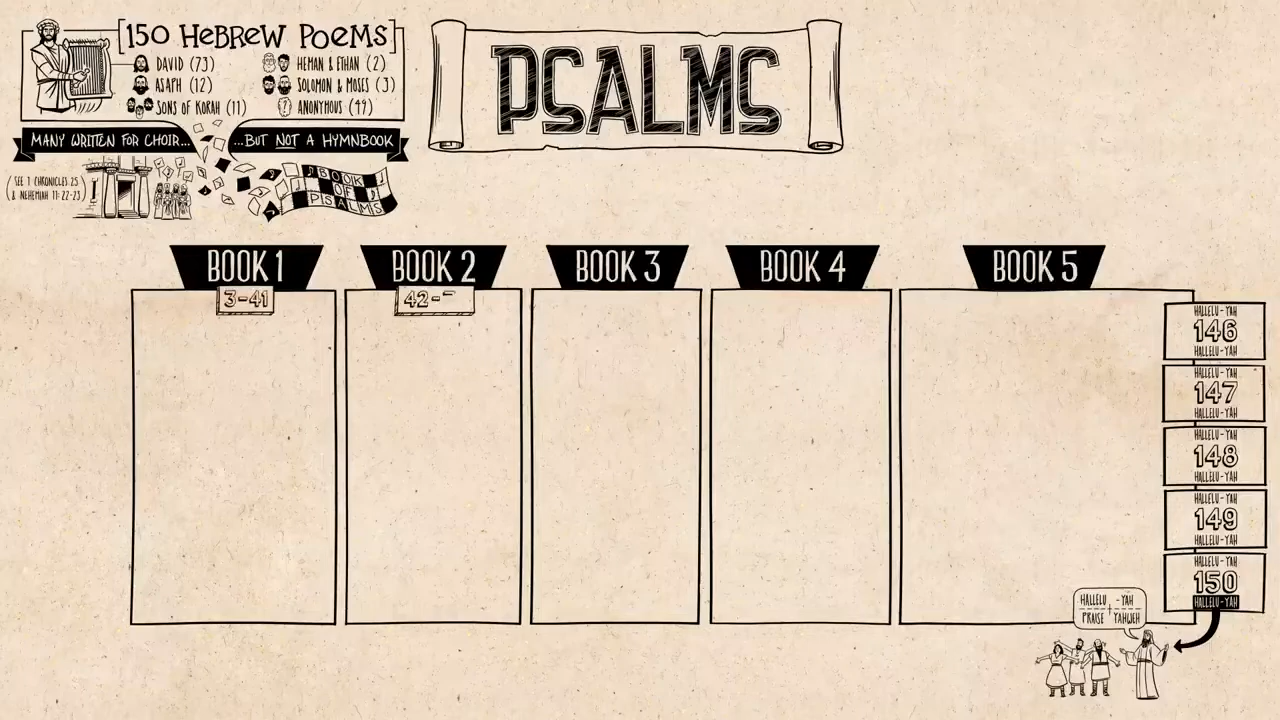 150 HEBREW POEMS
DAVID (73)
ASAPH (12)
SONS OF KORAH (11)
HEMAN & ETHAN (2)
SOLOMON & MOSES (3)
? ANONYMOUS (49)
MANY WRITTEN FOR CHOIR...
...BUT NOT A HYMNBOOK
(SEE 1 CHRONICLES 25
& NEHEMIAH 11:22-23)
BOOK
OF
PSALMS
PSALMS
BOOK 1
3-41
BOOK 2
42-
BOOK 3
BOOK 4
BOOK 5
HALLELU-YAH
146
HALLELU-YAH
HALLELU-YAH
147
HALLELU-YAH
HALLELU-YAH
148
HALLELU-YAH
HALLELU-YAH
149
HALLELU-YAH
HALLELU-YAH
150
HALLELU-YAH
HALLELU + -YAH
PRAISE YAHWEH